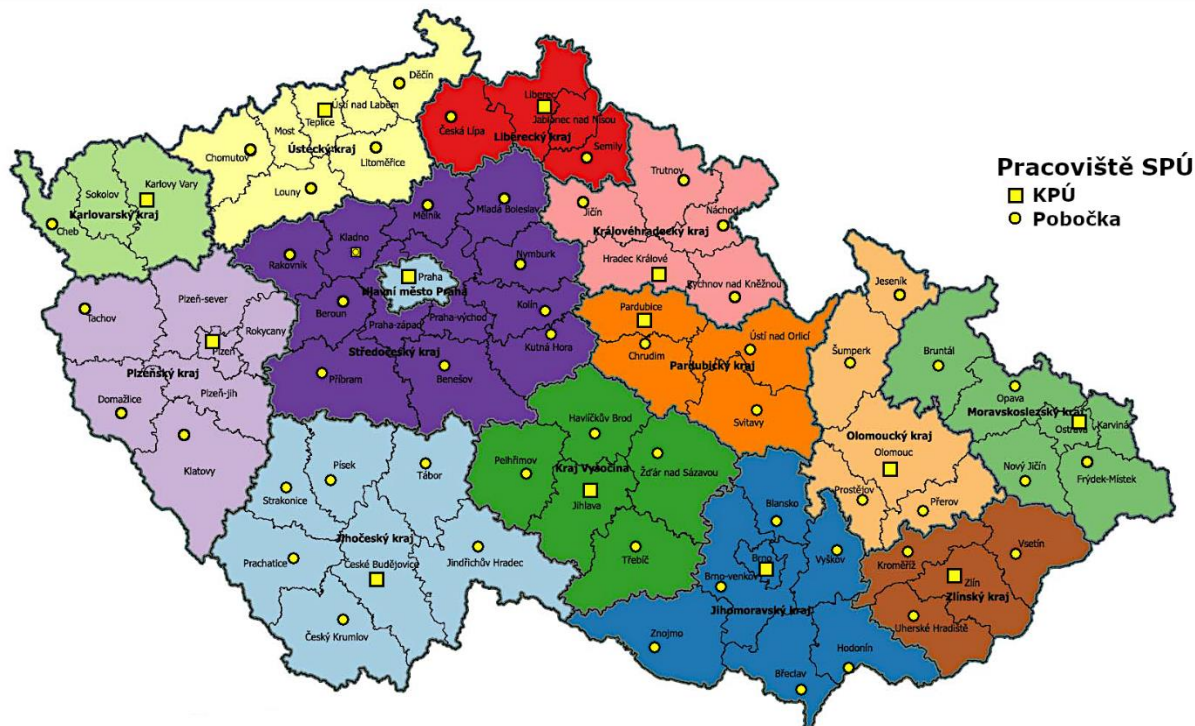 Pracoviště SPÚ
KPÚ
Pobočka
Děčín
Ústí nad Labem
Teplice
Most
Ústecký kraj
Chomutov
Litoměřice
Louny
Liberec
Jablonec nad Nisou
Česká Lípa
Liberecký kraj
Semily
Karlovy Vary
Sokolov
Karlovarský kraj
Cheb
Trutnov
Jičín
Náchod
Královéhradecký kraj
Hradec Králové
Rychnov nad Kněžnou
Mělník
Mladá Boleslav
Kladno
Rakovník
Nymburk
Praha
Hlavní město Praha
Beroun
Praha-západ
Praha-východ
Kolín
Středočeský kraj
Kutná Hora
Příbram
Benešov
Plzeň-sever
Tachov
Rokycany
Plzeň
Plzeňský kraj
Domažlice
Plzeň-jih
Klatovy
Pardubice
Chrudim
Ústí nad Orlicí
Pardubický kraj
Svitavy
Jeseník
Šumperk
Olomoucký kraj
Olomouc
Prostějov
Přerov
Bruntál
Opava
Moravskoslezský kraj
Ostrava
Karviná
Nový Jičín
Frýdek-Místek
Havlíčkův Brod
Pelhřimov
Kraj Vysočina
Žďár nad Sázavou
Jihlava
Třebíč
Písek
Tábor
Strakonice
Jihočeský kraj
Prachatice
České Budějovice
Jindřichův Hradec
Český Krumlov
Blansko
Brno
Vyškov
Brno-venkov
Jihomoravský kraj
Znojmo
Hodonín
Břeclav
Vsetín
Kroměříž
Zlín
Zlínský kraj
Uherské Hradiště